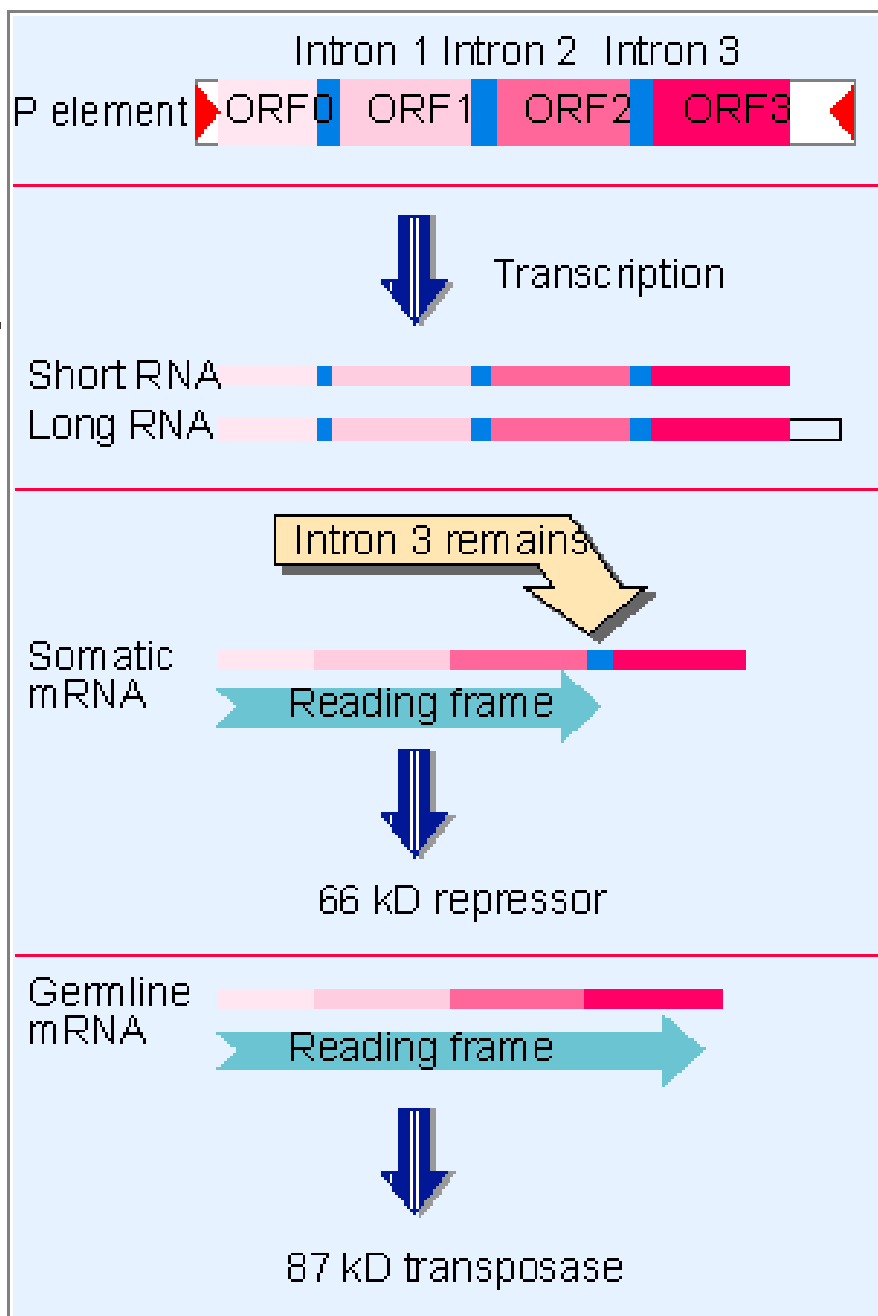 Intron 1 Intron 2 Intron 3
P element ORF0 ORF1 ORF2 ORF3
Transcription
Short RNA
Long RNA
Intron 3 remains
Somatic
mRNA
Reading frame
66 kD repressor
Germline
mRNA
Reading frame
87 kD transposase